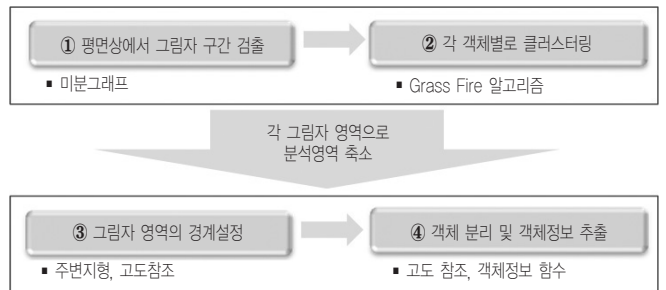 ① 평면상에서 그림자 구간 검출
② 각 객체별로 클러스터링
▪ 미분그래프
▪ Grass Fire 알고리즘
각 그림자 영역으로
분석영역 축소
③ 그림자 영역의 경계설정
④ 객체 분리 및 객체정보 추출
▪ 주변지형, 고도참조
▪ 고도 참조, 객체정보 함수